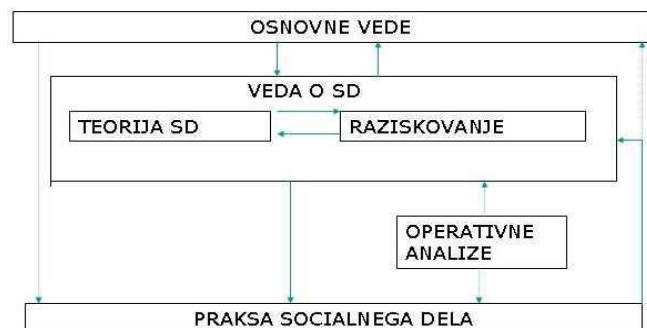 OSNOVNE VEDE
VEDA O SD
TEORIJA SD
RAZISKOVANJE
OPERATIVNE
ANALIZE
PRAKSA SOCIALNEGA DELA